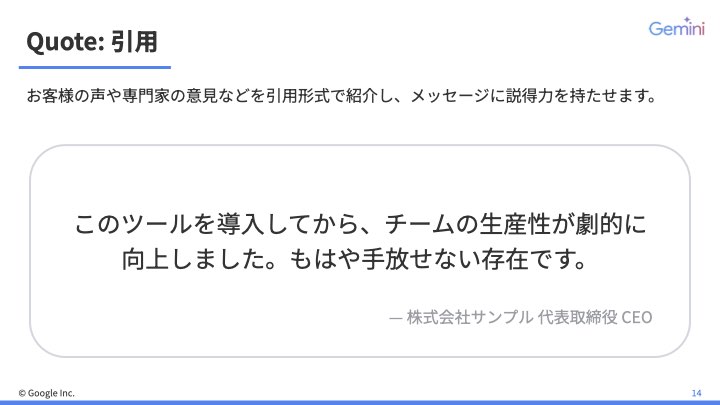 Quote: 引用
Gemini
お客様の声や専門家の意見などを引用形式で紹介し、メッセージに説得力を持たせます。
このツールを導入してから、チームの生産性が劇的に
向上しました。もはや手放せない存在です。
— 株式会社サンプル 代表取締役 CEO
© Google Inc.
14